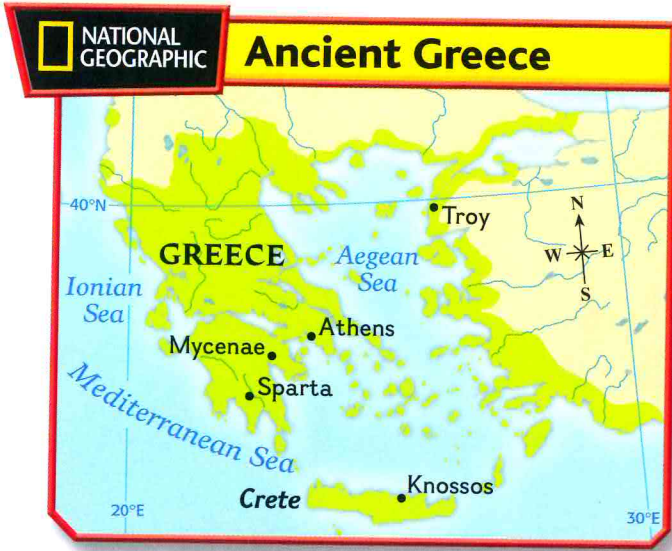 NATIONAL
GEOGRAPHIC
Ancient Greece
40°N
Troy
N
W E
S
GREECE
Aegean
Sea
Ionian
Sea
Athens
Mycenae
Sparta
Mediterranean Sea
Knossos
Crete
20°E
30°E